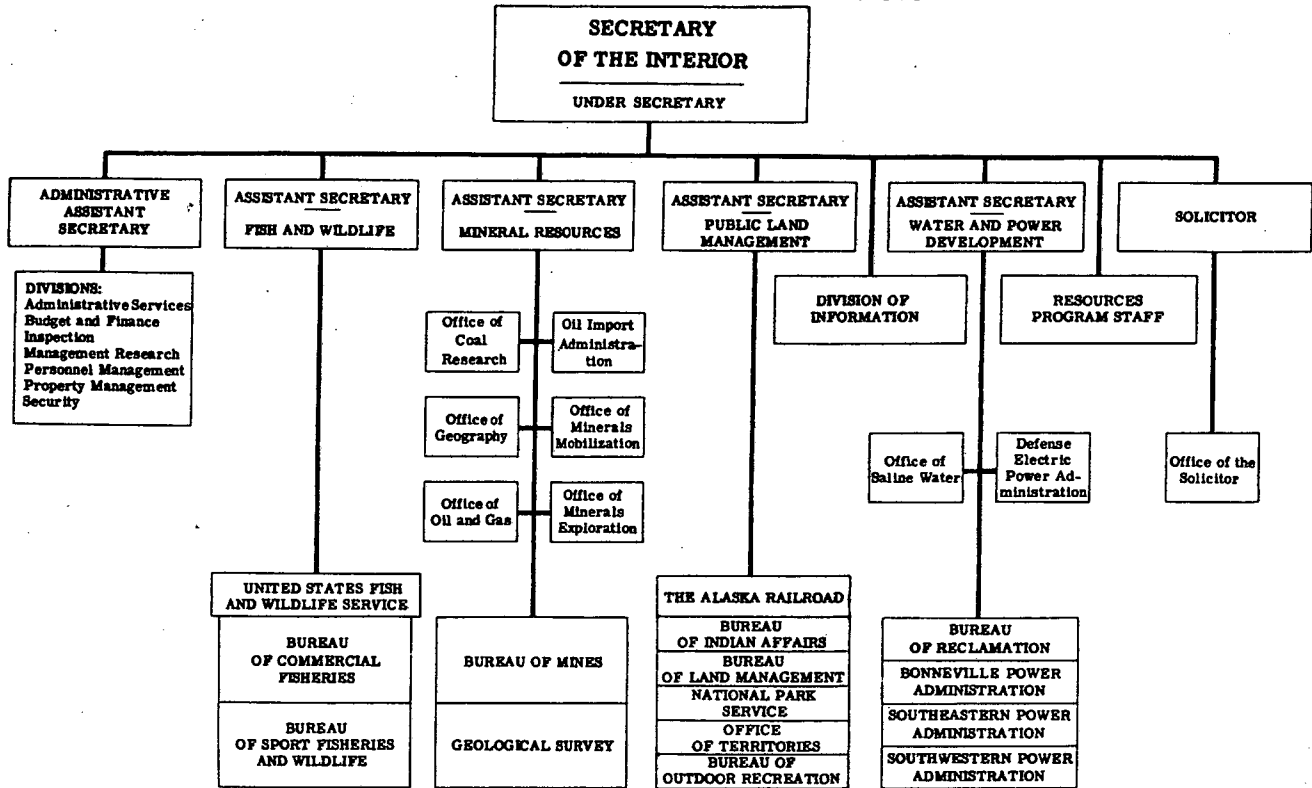 SECRETARY
OF THE INTERIOR
UNDER SECRETARY
ADMINISTRATIVE
ASSISTANT
SECRETARY
ASSISTANT SECRETARY
FISH AND WILDLIFE
ASSISTANT SECRETARY
MINERAL RESOURCES
ASSISTANT SECRETARY
PUBLIC LAND
MANAGEMENT
ASSISTANT SECRETARY
WATER AND POWER
DEVELOPMENT
SOLICITOR
DIVISIONS:
Administrative Services
Budget and Finance
Inspection
Management Research
Personnel Management
Property Management
Security
DIVISION OF
INFORMATION
RESOURCES
PROGRAM STAFF
Office of
Coal
Research
Oil Import
Administra-
tion
Office of
Geography
Office of
Minerals
Mobilization
Office of
Oil and Gas
Office of
Minerals
Exploration
Office of
Saline Water
Defense
Electric
Power Ad-
ministration
Office of the
Solicitor
UNITED STATES FISH
AND WILDLIFE SERVICE
BUREAU
OF COMMERCIAL
FISHERIES
BUREAU
OF SPORT FISHERIES
AND WILDLIFE
BUREAU OF MINES
GEOLOGICAL SURVEY
THE ALASKA RAILROAD
BUREAU
OF INDIAN AFFAIRS
BUREAU
OF LAND MANAGEMENT
NATIONAL PARK
SERVICE
OFFICE
OF TERRITORIES
BUREAU OF
OUTDOOR RECREATION
BUREAU
OF RECLAMATION
BONNEVILLE POWER
ADMINISTRATION
SOUTHEASTERN POWER
ADMINISTRATION
SOUTHWESTERN POWER
ADMINISTRATION